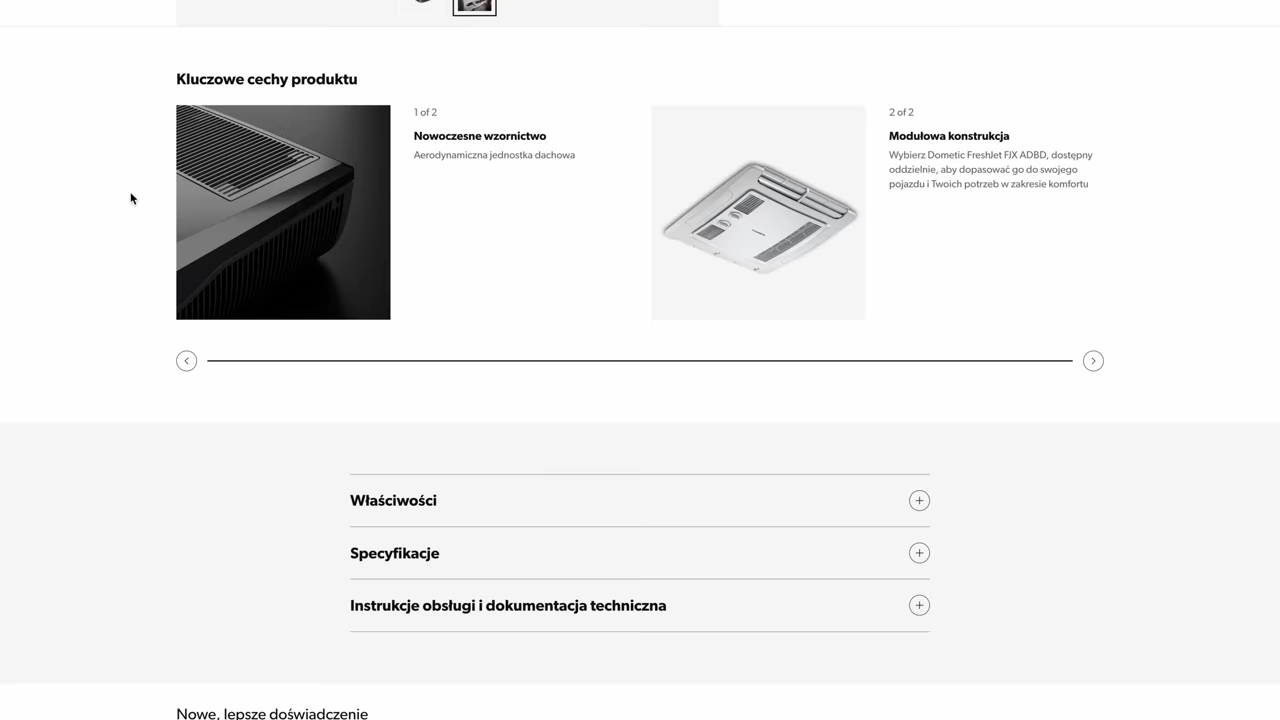 Kluczowe cechy produktu
1 of 2
Nowoczesne wzornictwo
Aerodynamiczna jednostka dachowa
2 of 2
Modułowa konstrukcja
Wybierz Dometic FreshJet FJX ADBD, dostępny
oddzielnie, aby dopasować go do swojego
pojazdu i Twoich potrzeb w zakresie komfortu
Właściwości
Specyfikacje
Instrukcje obsługi i dokumentacja techniczna
Nowe, lepsze doświadczenie